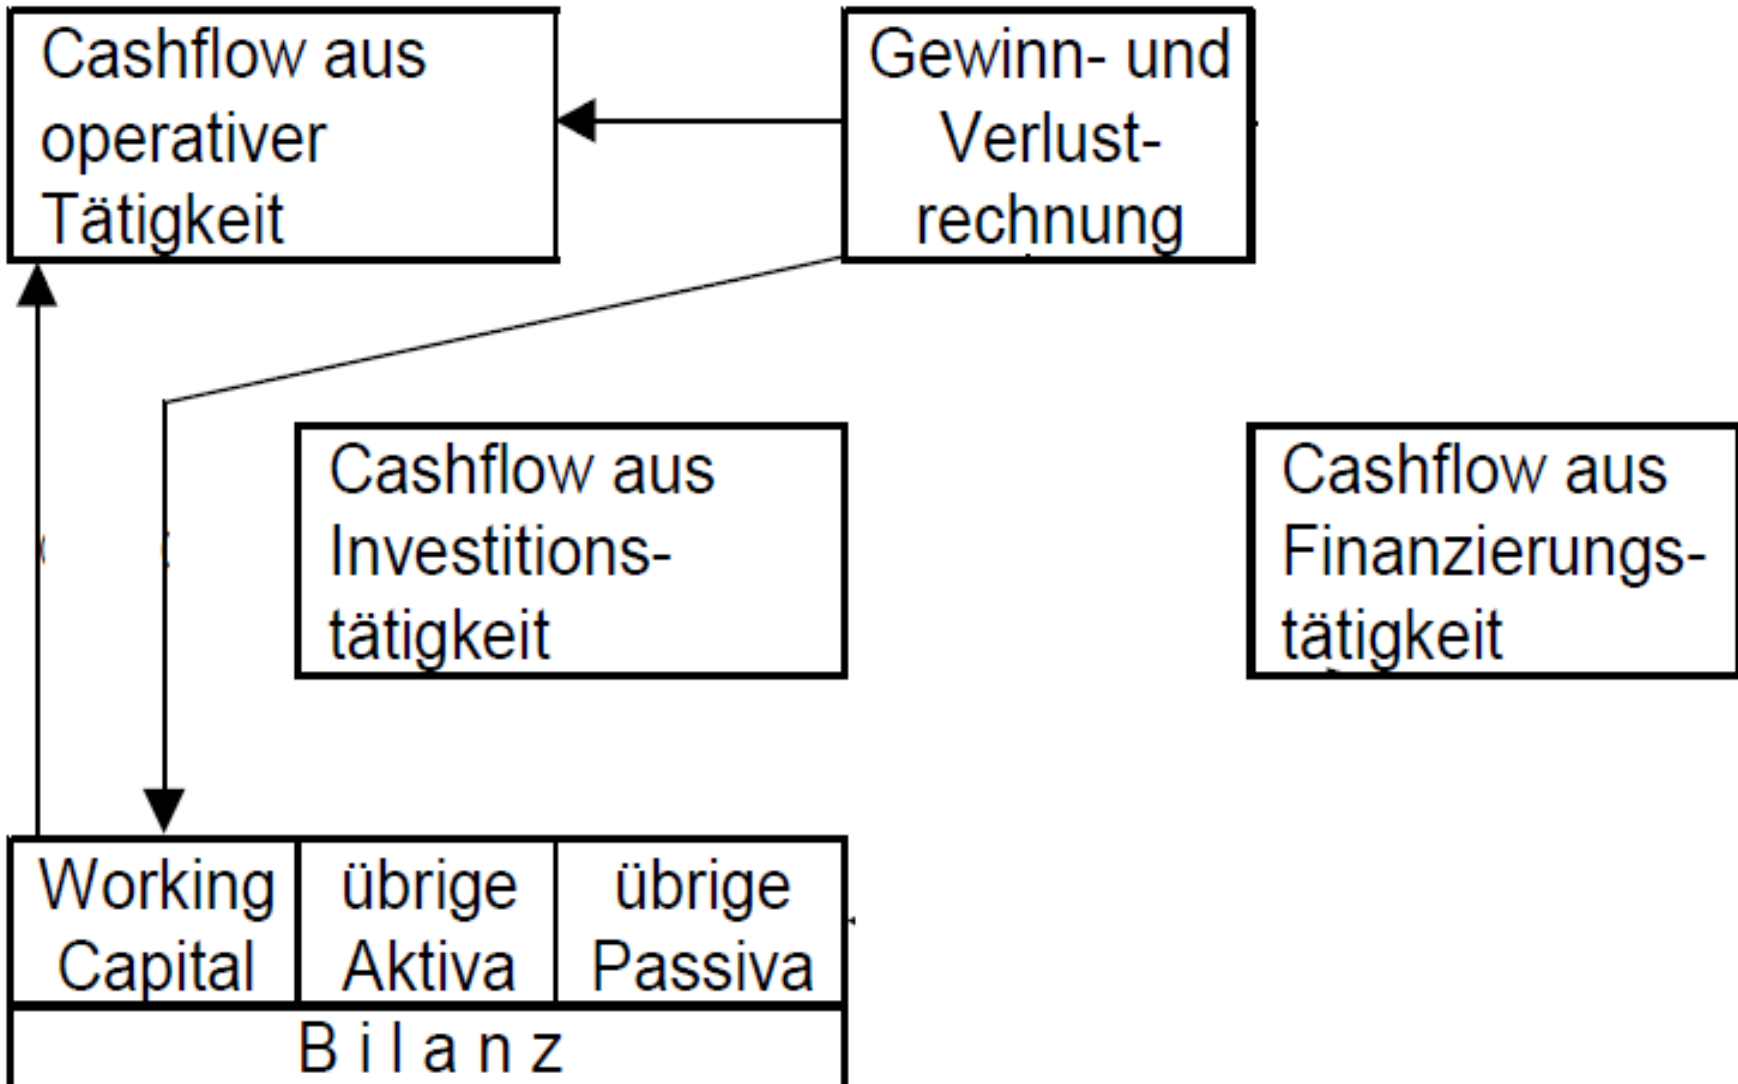 Cashflow aus
operativer
Tätigkeit
Gewinn- und
Verlust-
rechnung
Cashflow aus
Investitions-
tätigkeit
Cashflow aus
Finanzierungs-
tätigkeit
Working
Capital
übrige
Aktiva
übrige
Passiva
B i l a n z